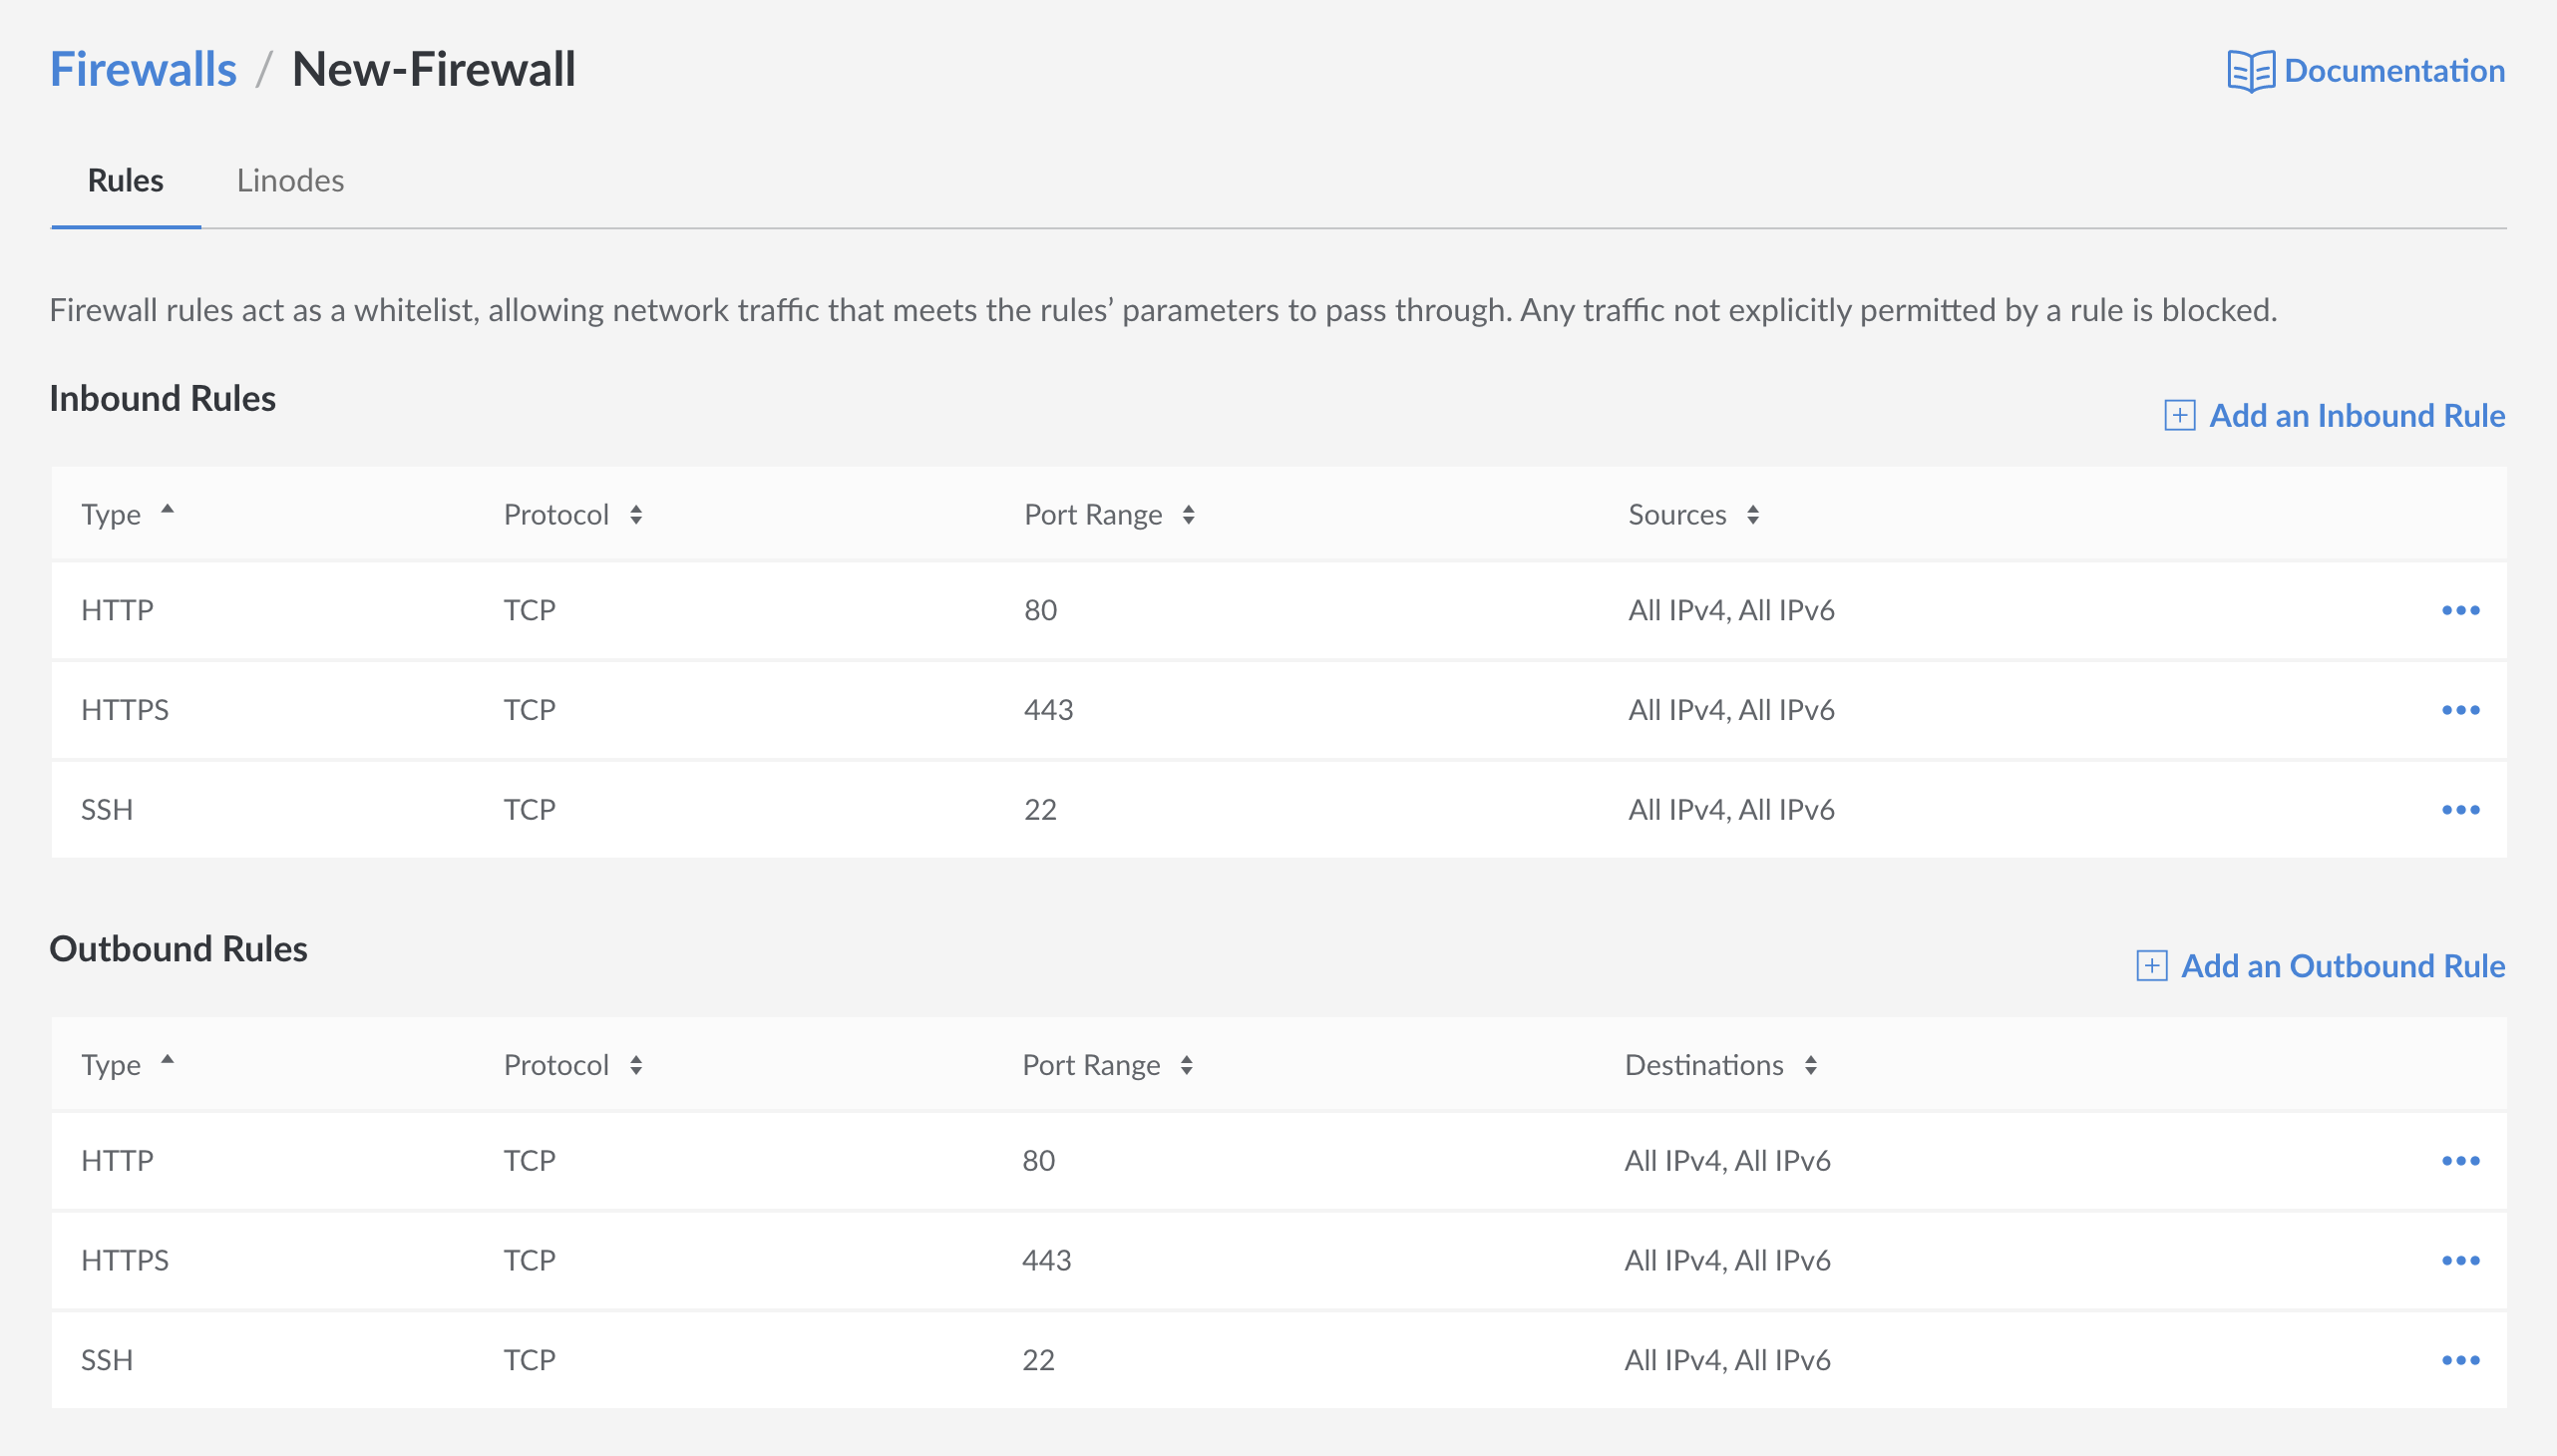 Firewalls / New-Firewall
Documentation
Rules Linodes
Firewall rules act as a whitelist, allowing network traffic that meets the rules’ parameters to pass through. Any traffic not explicitly permitted by a rule is blocked.
Inbound Rules
Add an Inbound Rule
Type Protocol Port Range Sources
HTTP TCP 80 All IPv4, All IPv6
HTTPS TCP 443 All IPv4, All IPv6
SSH TCP 22 All IPv4, All IPv6
Outbound Rules
Add an Outbound Rule
Type Protocol Port Range Destinations
HTTP TCP 80 All IPv4, All IPv6
HTTPS TCP 443 All IPv4, All IPv6
SSH TCP 22 All IPv4, All IPv6